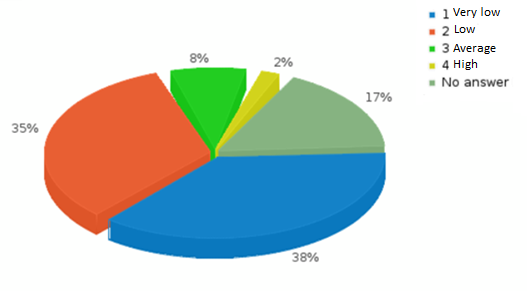 1 Very low
2 Low
3 Average
4 High
No answer
8%
2%
17%
35%
38%